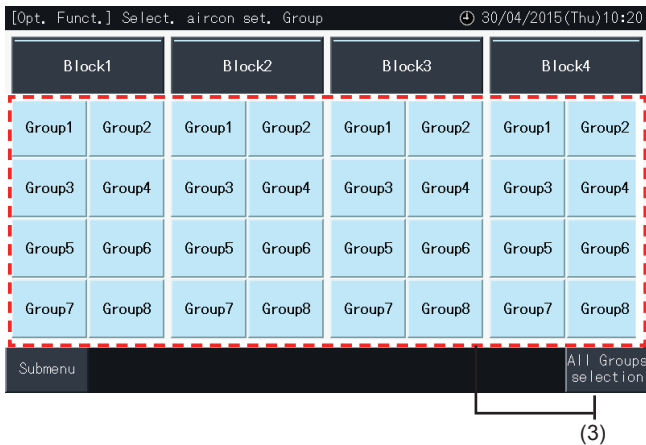 [Opt. Funct.] Select. aircon set. Group 30/04/2015(Thu)10:20
Block1 Block2 Block3 Block4
Group1 Group2 Group1 Group2 Group1 Group2 Group1 Group2
Group3 Group4 Group3 Group4 Group3 Group4 Group3 Group4
Group5 Group6 Group5 Group6 Group5 Group6 Group5 Group6
Group7 Group8 Group7 Group8 Group7 Group8 Group7 Group8
Submenu
All Groups
selection
(3)